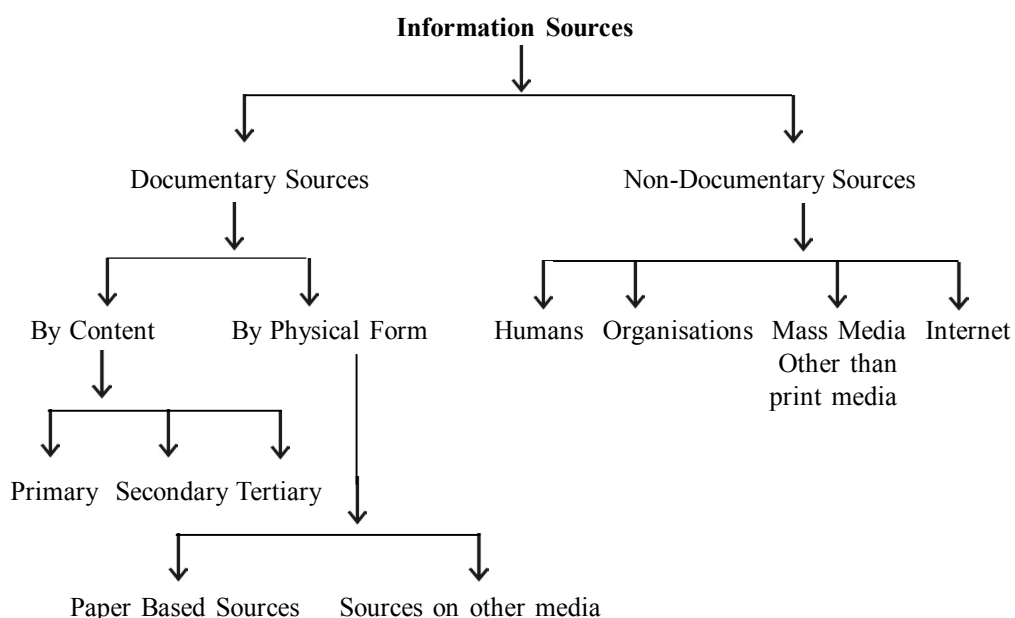 Information Sources
Documentary Sources
Non-Documentary Sources
By Content
By Physical Form
Humans
Organisations
Mass Media
Other than
print media
Internet
Primary
Secondary
Tertiary
Paper Based Sources
Sources on other media